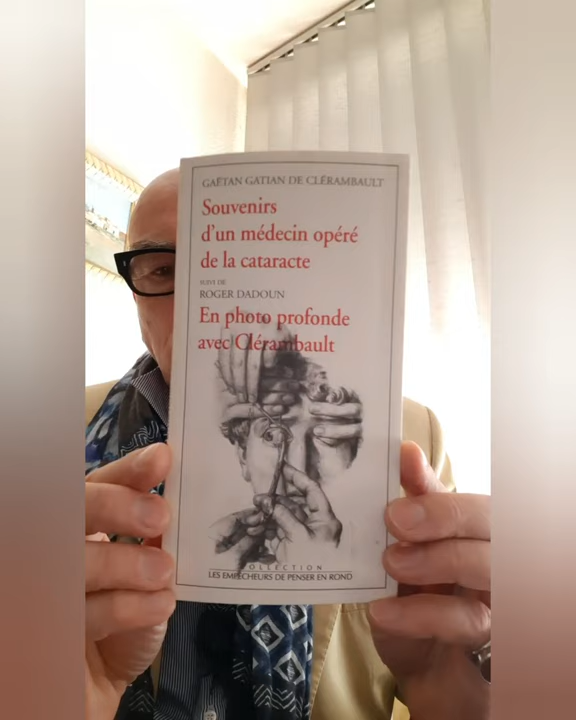 GAËTAN GATIAN DE CLÉRAMBAULT
Souvenirs
d'un médecin opéré
de la cataracte
SUIVI DE
ROGER DADOUN
En photo profonde
avec Clérambault
COLLECTION
LES EMPÊCHEURS DE PENSER EN ROND